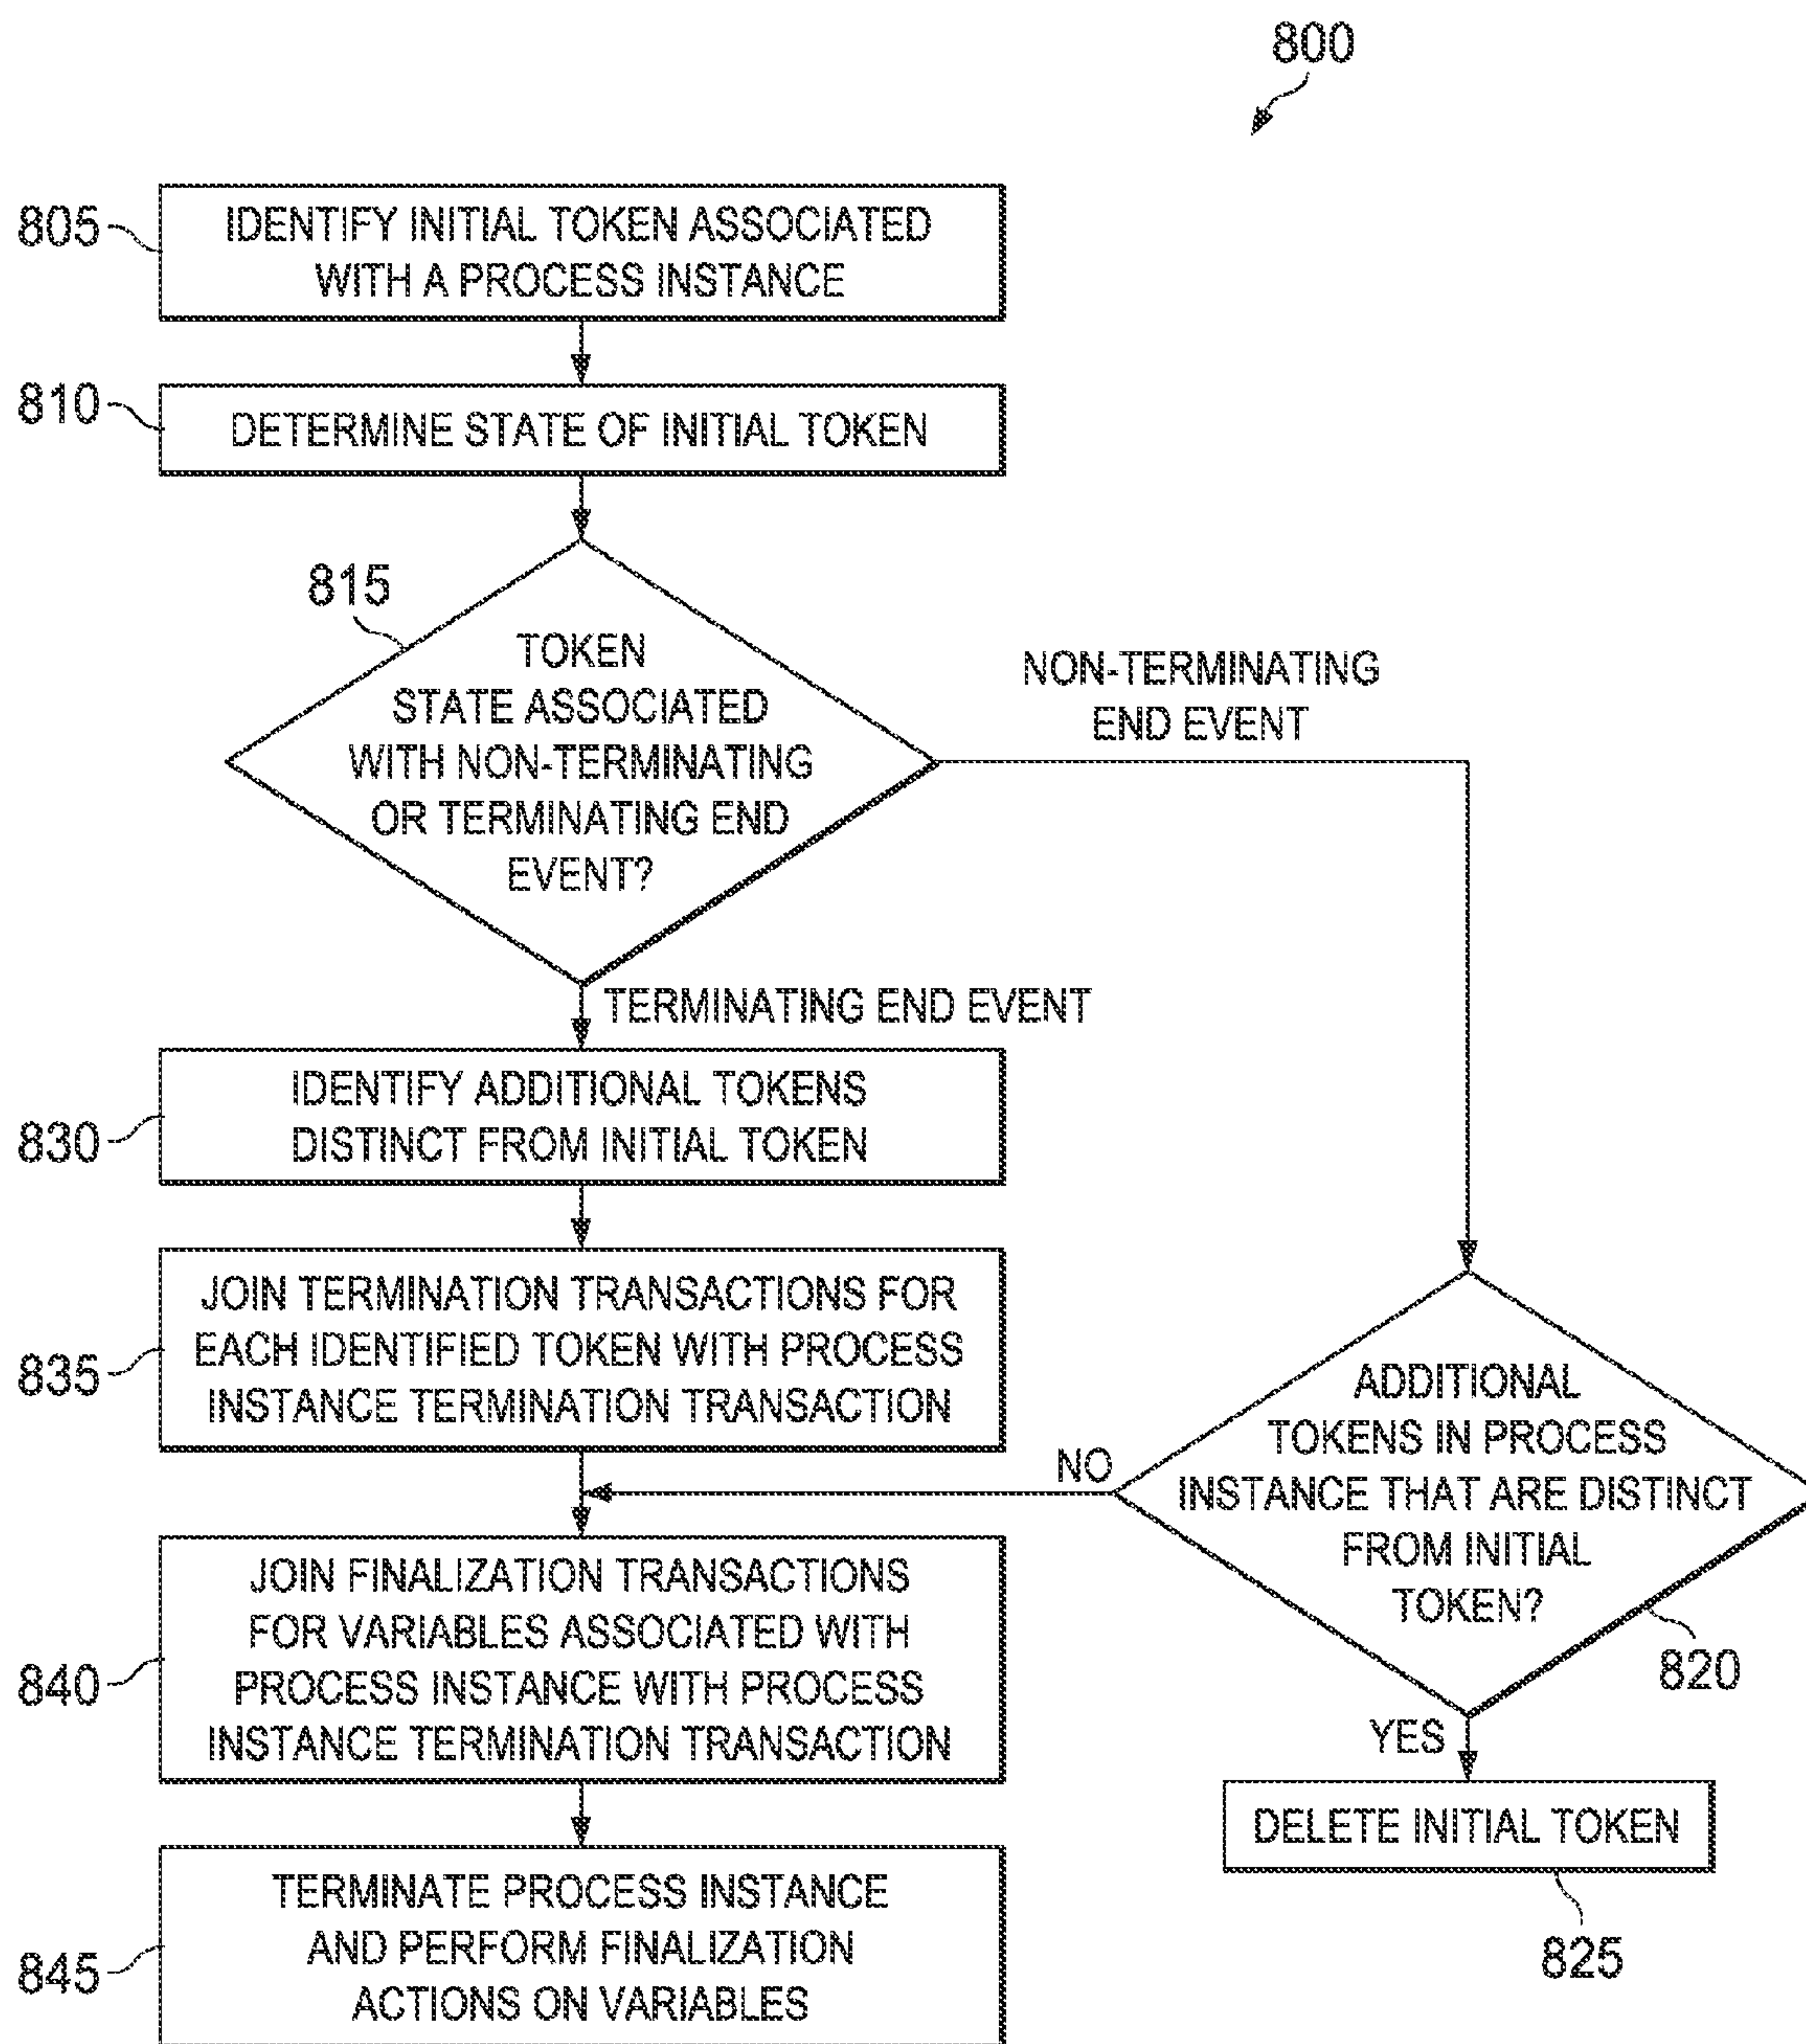 800
805
IDENTIFY INITIAL TOKEN ASSOCIATED
WITH A PROCESS INSTANCE
810
DETERMINE STATE OF INITIAL TOKEN
815
TOKEN
STATE ASSOCIATED
WITH NON-TERMINATING
OR TERMINATING END
EVENT?
NON-TERMINATING
END EVENT
TERMINATING END EVENT
830
IDENTIFY ADDITIONAL TOKENS
DISTINCT FROM INITIAL TOKEN
835
JOIN TERMINATION TRANSACTIONS FOR
EACH IDENTIFIED TOKEN WITH PROCESS
INSTANCE TERMINATION TRANSACTION
NO
ADDITIONAL
TOKENS IN PROCESS
INSTANCE THAT ARE DISTINCT
FROM INITIAL
TOKEN?
820
YES
DELETE INITIAL TOKEN
825
840
JOIN FINALIZATION TRANSACTIONS
FOR VARIABLES ASSOCIATED WITH
PROCESS INSTANCE WITH PROCESS
INSTANCE TERMINATION TRANSACTION
845
TERMINATE PROCESS INSTANCE
AND PERFORM FINALIZATION
ACTIONS ON VARIABLES